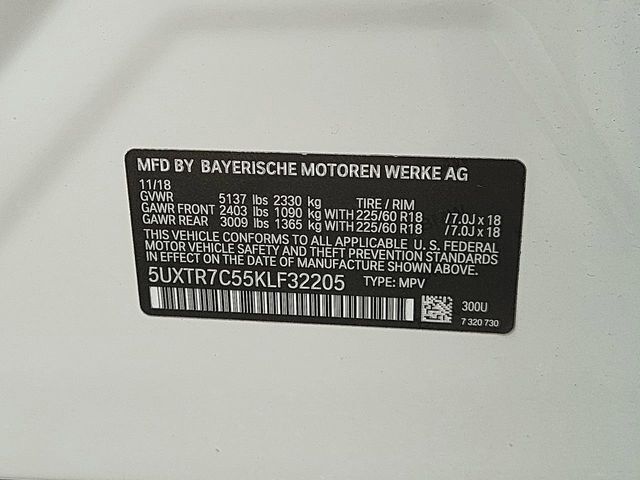 MFD BY BAYERISCHE MOTOREN WERKE AG
11/18
GVWR 5137 lbs 2330 kg TIRE / RIM
GAWR FRONT 2403 lbs 1090 kg WITH 225/60 R18 /7.0J x 18
GAWR REAR 3009 lbs 1365 kg WITH 225/60 R18 /7.0J x 18
THIS VEHICLE CONFORMS TO ALL APPLICABLE U. S. FEDERAL
MOTOR VEHICLE SAFETY AND THEFT PREVENTION STANDARDS
IN EFFECT ON THE DATE OF MANUFACTURE SHOWN ABOVE.
5UXTR7C55KLF32205 TYPE: MPV
300U
7 320 730